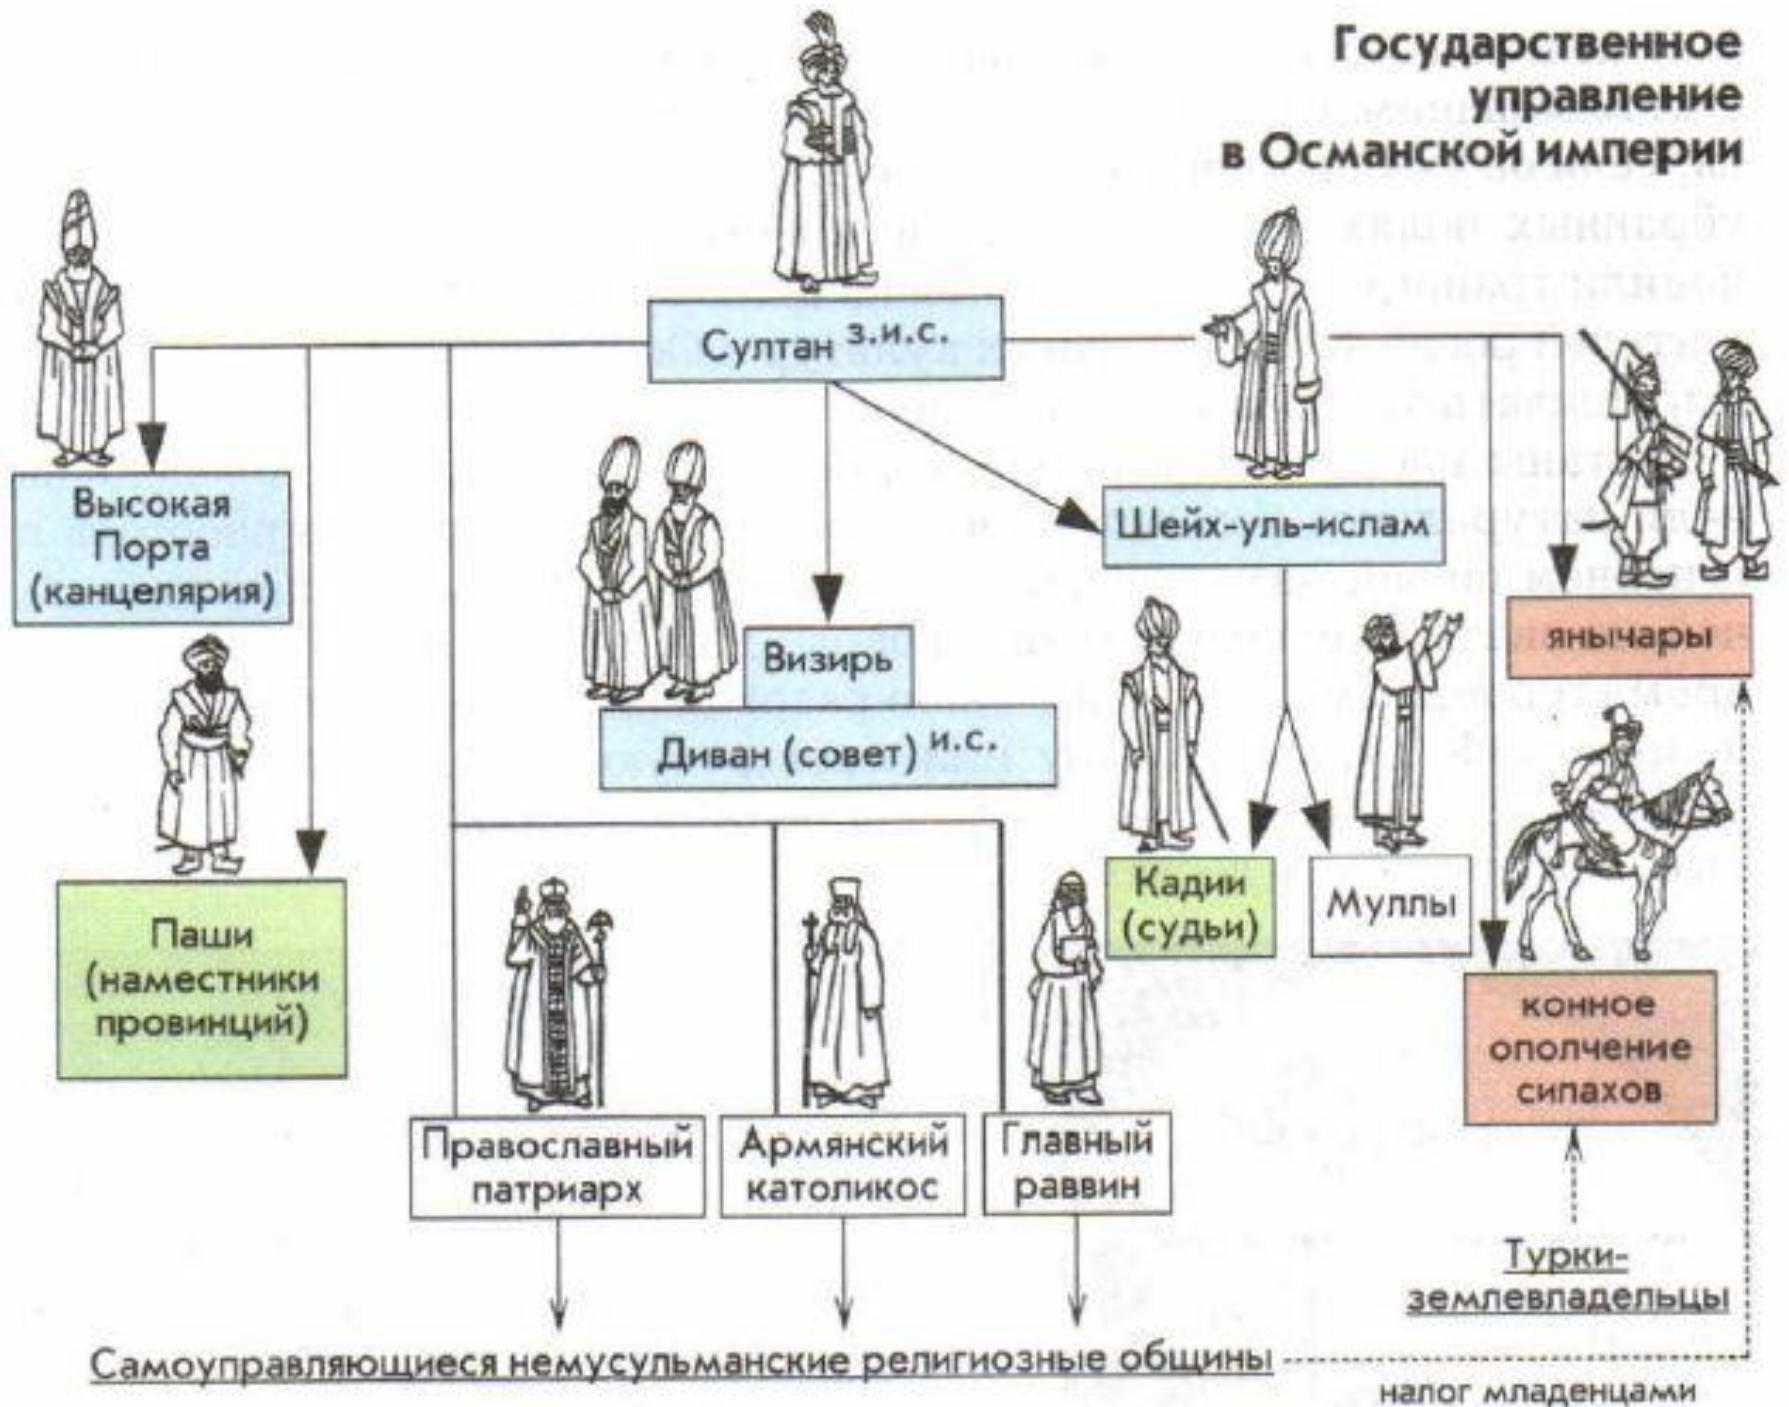 Государственное
управление
в Османской империи
Султан з.и.с.
Высокая
Порта
(канцелярия)
Шейх-уль-ислам
янычары
Визирь
Диван (совет) и.с.
Паши
(наместники
провинций)
Кадии
(судьи)
Муллы
конное
ополчение
сипахов
Православный
патриарх
Армянский
католикос
Главный
раввин
Турки-
землевладельцы
Самоуправляющиеся немусульманские религиозные общины
налог младенцами